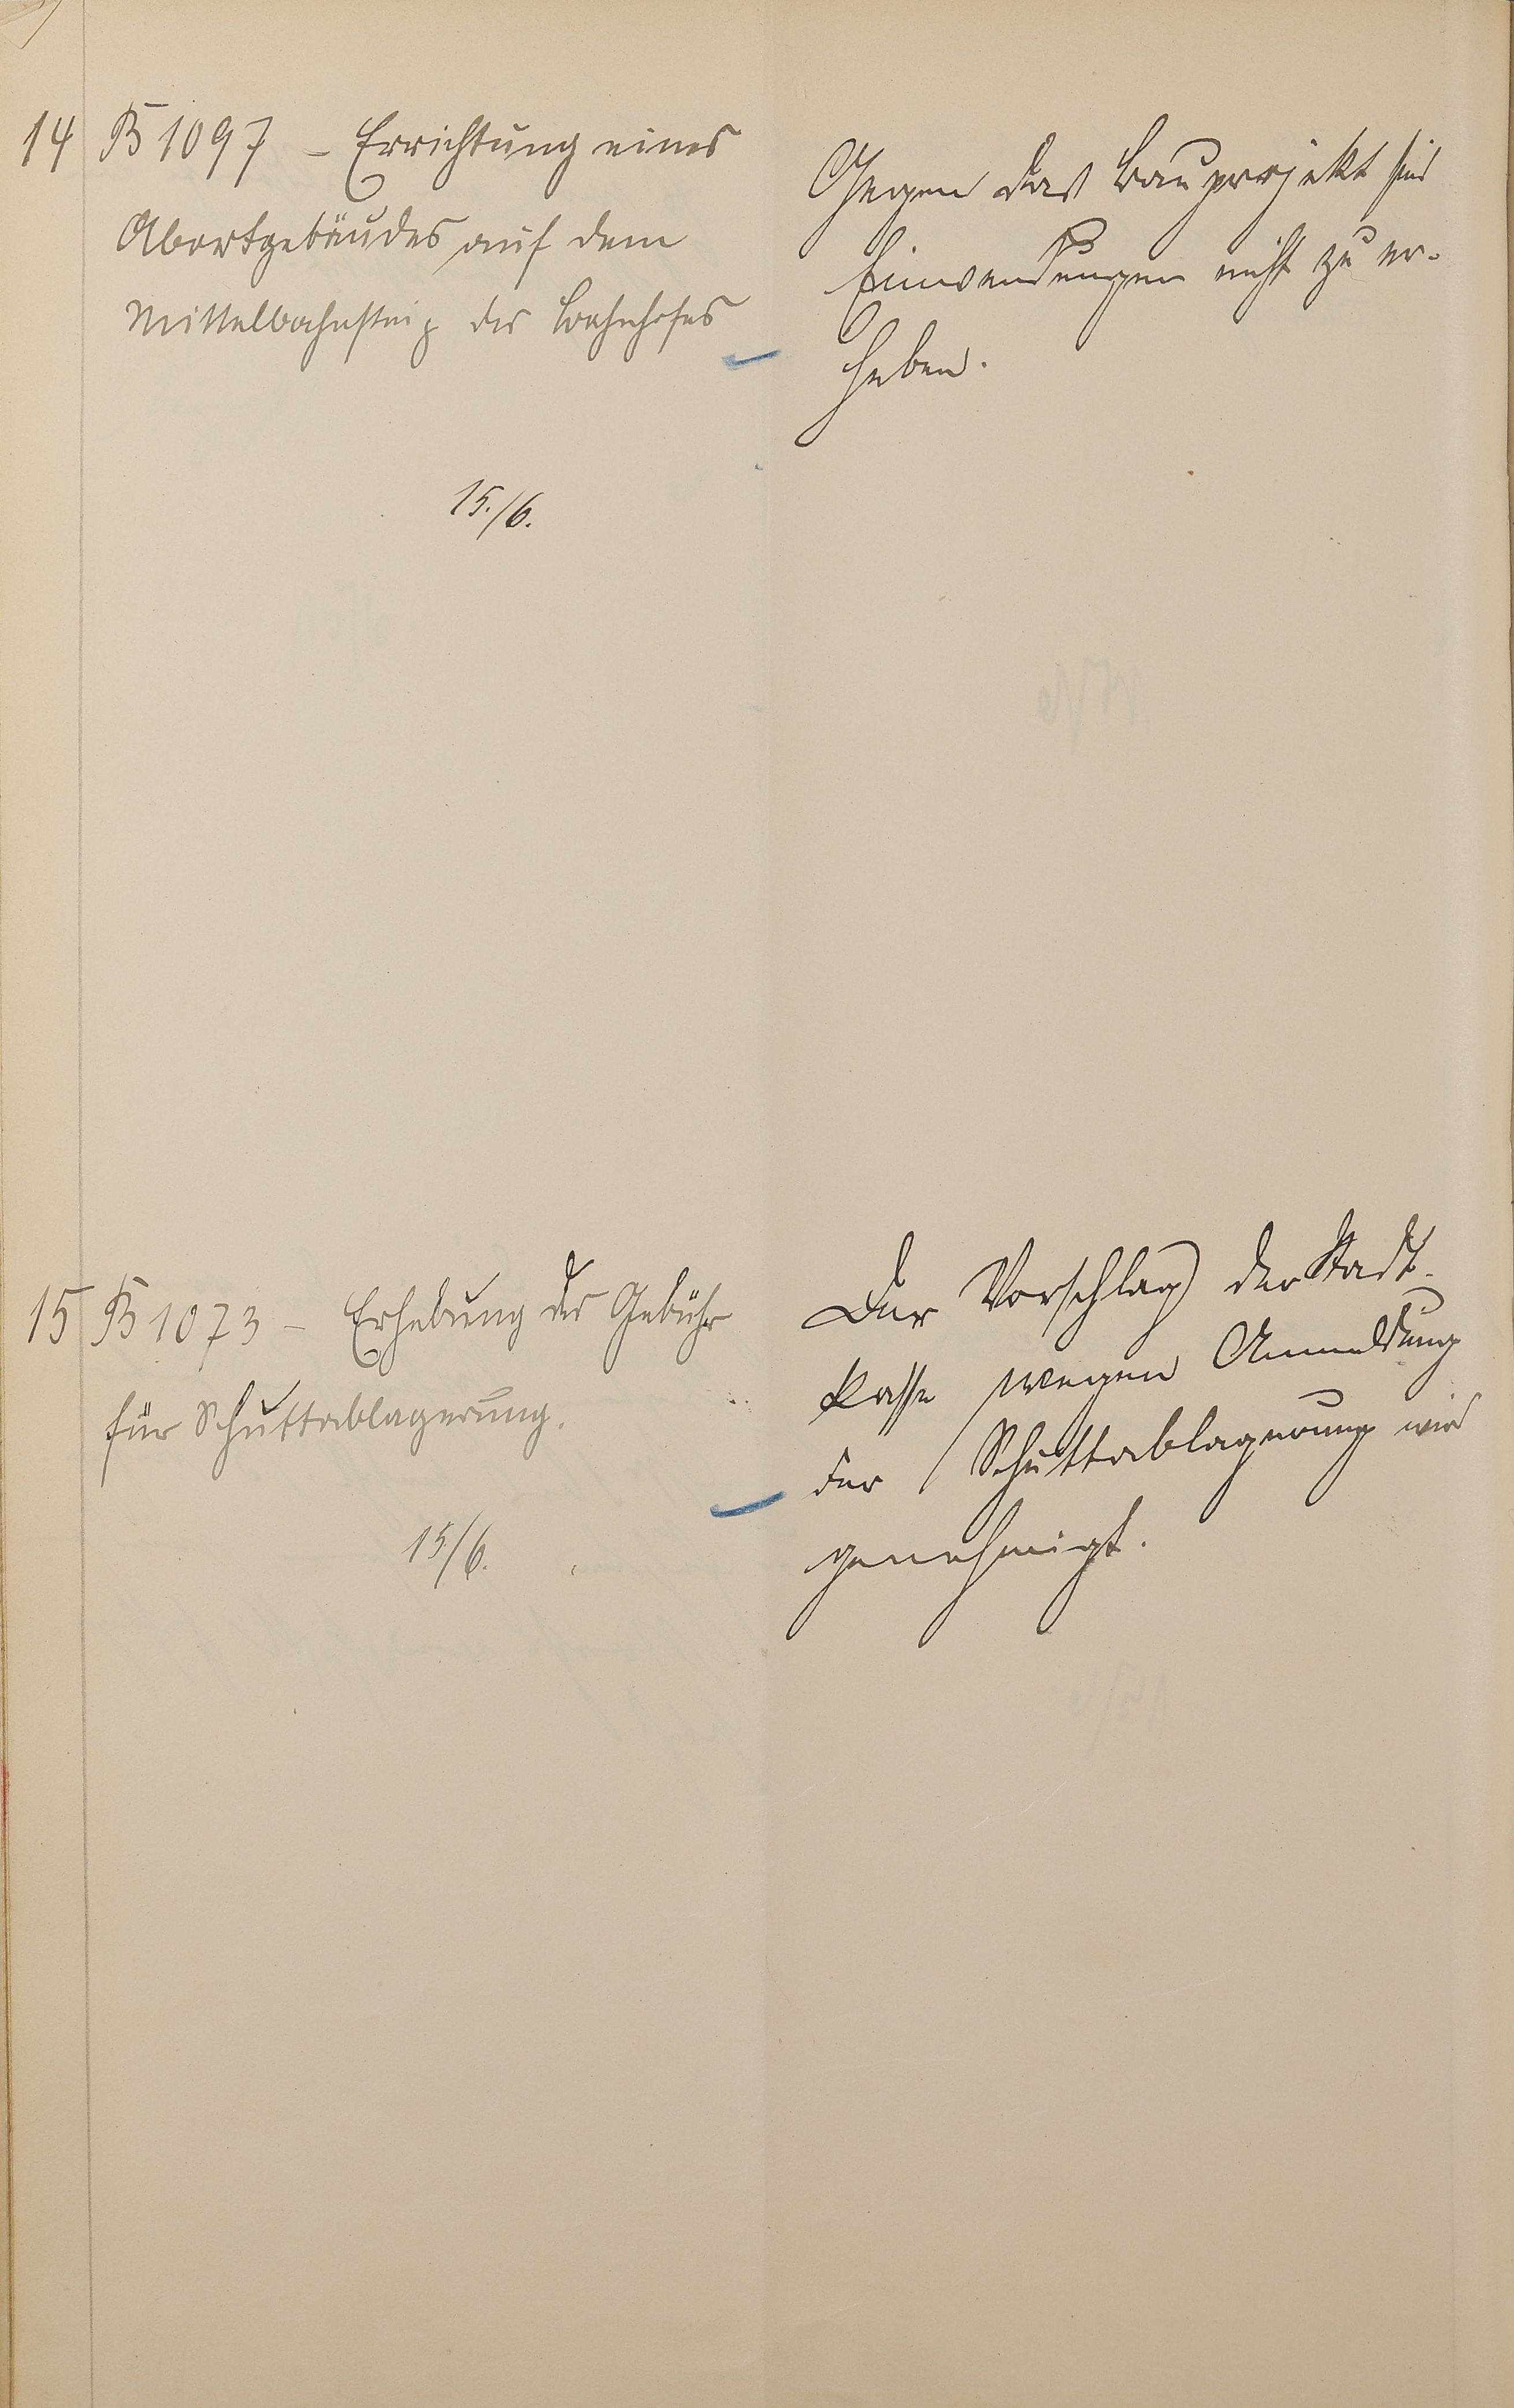 14 B 1097 – Errichtung eines
Abortgebäudes auf dem
Mittelbahnsteig des Bahnhofes
15./6.
Gegen das Bauprojekt sind
Einwendungen nicht zu er-
heben.
15 B 1073 – Erhebung der Gebühr
für Schuttablagerung.
15/6.
Der Vorschlag der Stadt-
kasse wegen Anmeldung
der Schuttablagerung wird
genehmigt.